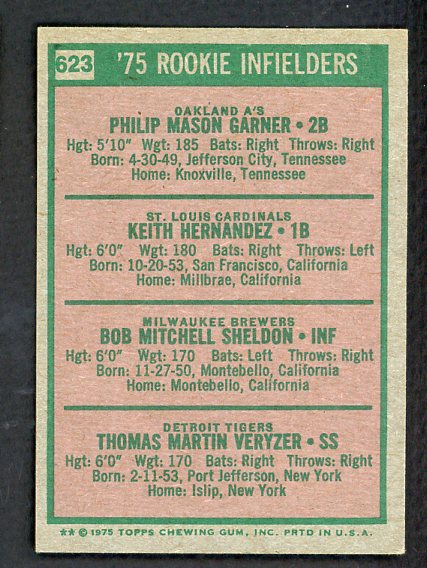 623 '75 ROOKIE INFIELDERS
OAKLAND A'S
PHILIP MASON GARNER • 2B
Hgt: 5'10" Wgt: 185 Bats: Right Throws: Right
Born: 4-30-49, Jefferson City, Tennessee
Home: Knoxville, Tennessee
ST. LOUIS CARDINALS
KEITH HERNANDEZ • 1B
Hgt: 6'0" Wgt: 180 Bats: Right Throws: Left
Born: 10-20-53, San Francisco, California
Home: Millbrae, California
MILWAUKEE BREWERS
BOB MITCHELL SHELDON • INF
Hgt: 6'0" Wgt: 170 Bats: Left Throws: Right
Born: 11-27-50, Montebello, California
Home: Montebello, California
DETROIT TIGERS
THOMAS MARTIN VERYZER • SS
Hgt: 6'0" Wgt: 170 Bats: Right Throws: Right
Born: 2-11-53, Port Jefferson, New York
Home: Islip, New York
** © 1975 TOPPS CHEWING GUM, INC. PRTD IN U.S.A.